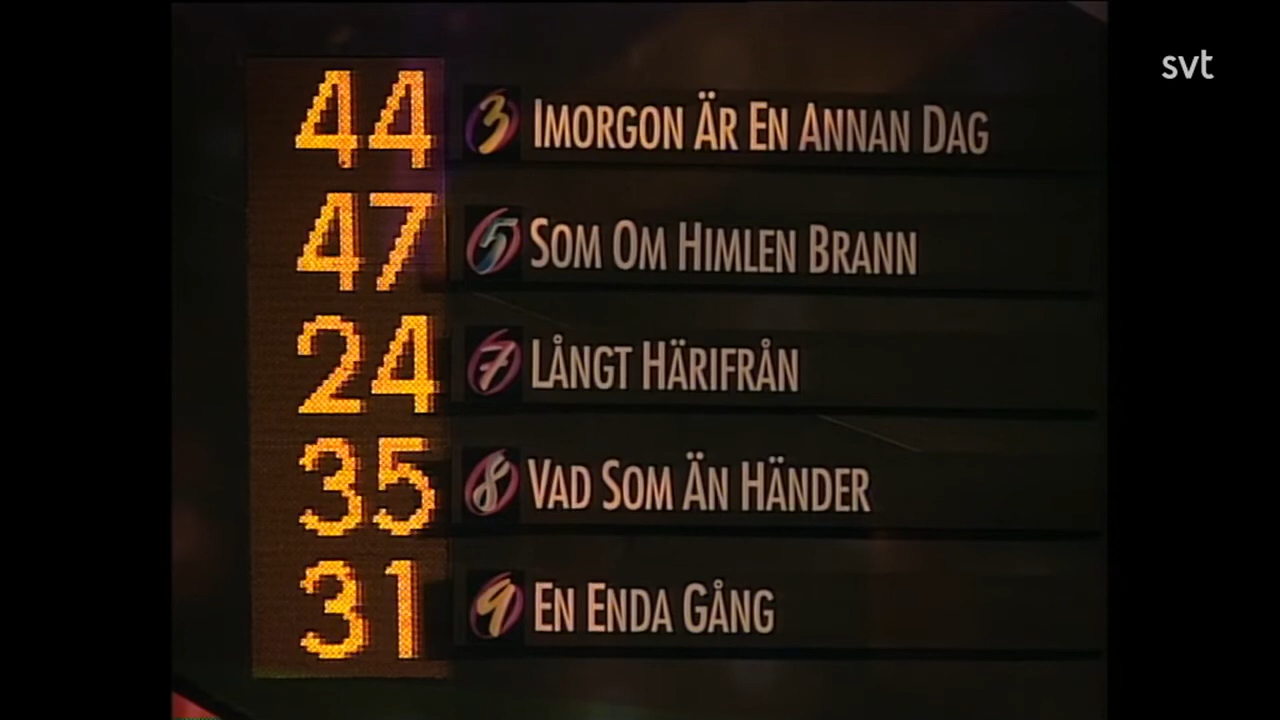 svt
44 3 IMORGON ÄR EN ANNAN DAG
47 5 SOM OM HIMLEN BRANN
24 7 LÅNGT HÄRIFRÅN
35 8 VAD SOM ÄN HÄNDER
31 9 EN ENDA GÅNG